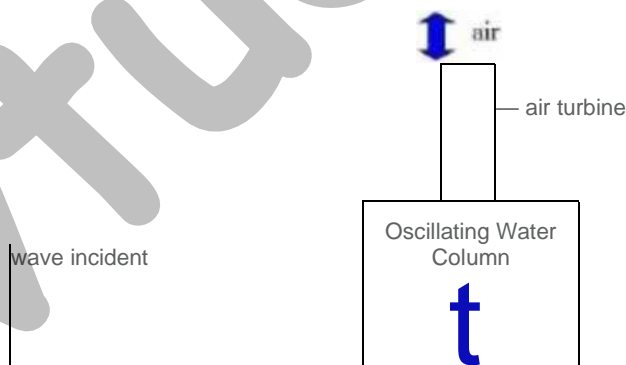 air
air turbine
Oscillating Water
Column
wave incident
t